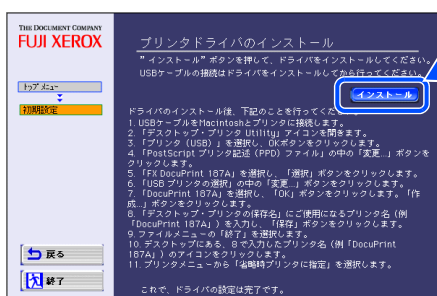 THE DOCUMENT COMPANY
FUJI XEROX
プリンタドライバのインストール
"インストール"ボタンを押して、ドライバをインストールしてください。
USBケーブルの接続はドライバをインストールしてから行ってください。
インストール
トップメニュー
初期設定
ドライバのインストール後、下記のことを行ってください。
1. USBケーブルをMacintoshとプリンタに接続します。
2.「デスクトップ・プリンタ Utility」アイコンを開きます。
3.「プリンタ（USB）」を選択し、OKボタンをクリックします。
4.「PostScript プリンタ記述（PPD）ファイル」の中の「変更…」ボタンを
クリックします。
5.「FX DocuPrint 187A」を選択し、「選択」ボタンをクリックします。
6.「USB プリンタの選択」の中の「変更…」ボタンをクリックします。
7.「DocuPrint 187A」を選択し、「OK」ボタンをクリックします。「作
成…」ボタンをクリックします。
8.「デスクトップ・プリンタの保存名」にご使用になるプリンタ名（例
「DocuPrint 187A」）を入力し、「保存」ボタンをクリックします。
9.ファイルメニューの「終了」を選択します。
10.デスクトップにある、8で入力したプリンタ名（例「DocuPrint
187A」）のアイコンをクリックします。
11.プリンタメニューから「省略時プリンタに指定」を選択します。
これで、ドライバの設定は完了です。
戻る
終了